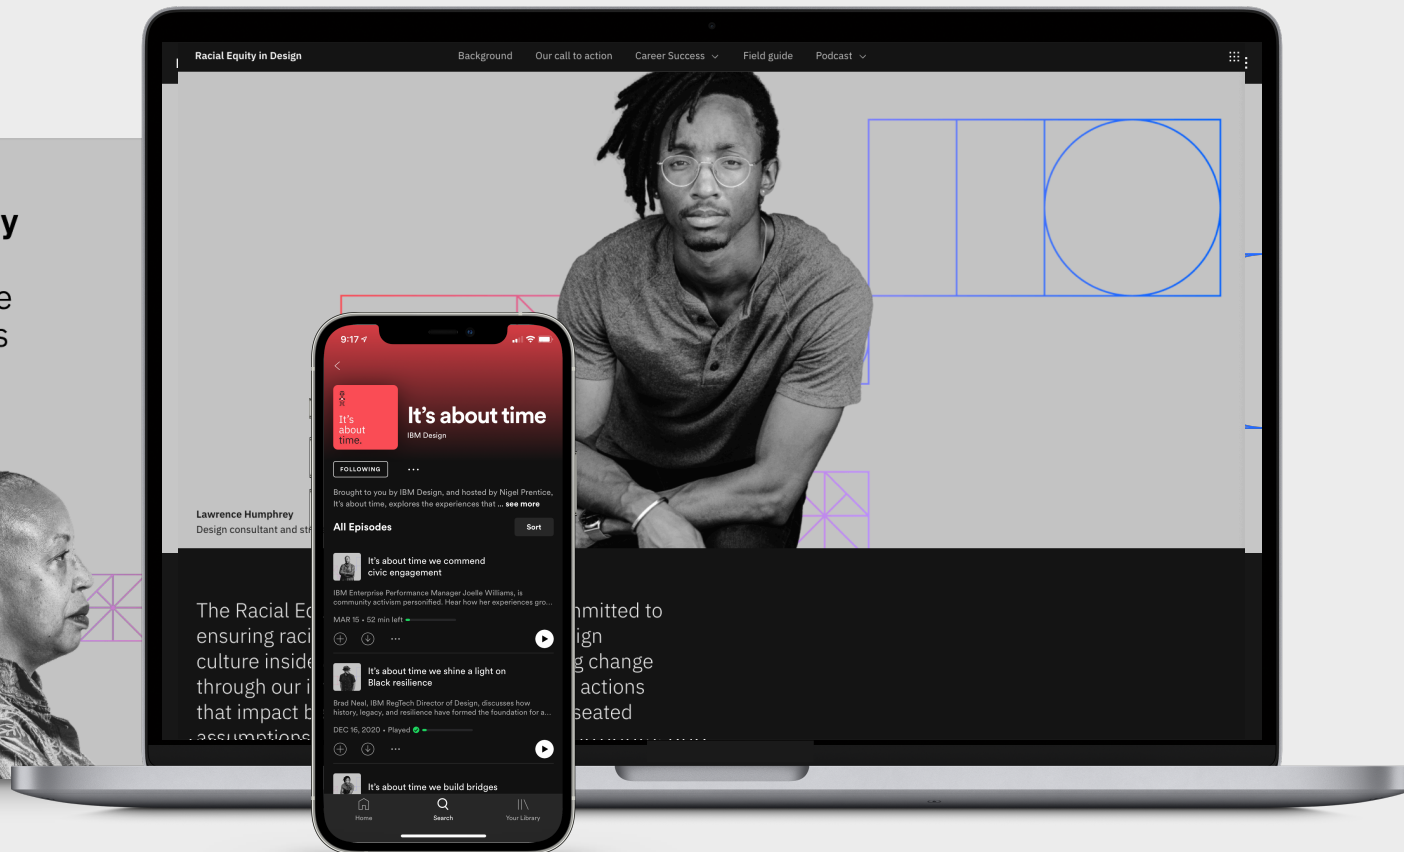 Racial Equity in Design
Background
Our call to action
Career Success
Field guide
Podcast
y
e
s
Lawrence Humphrey
Design consultant and
The Racial
mmitted to
ensuring
ign
culture inside
g change
through our
actions
that impact
seated
assumptions
9:17
It's
about
time.
It's about time
IBM Design
FOLLOWING
Brought to you by IBM Design, and hosted by Nigel Prentice,
It's about time, explores the experiences that ... see more
All Episodes
Sort
It's about time we commend
civic engagement
IBM Enterprise Performance Manager Joelle Williams, is
community activism personified. Hear how her experiences gro...
MAR 15 • 52 min left
It's about time we shine a light on
Black resilience
Brad Neal, IBM RegTech Director of Design, discusses how
history, legacy, and resilience have formed the foundation for a...
DEC 16, 2020 • Played
It's about time we build bridges
Home
Search
Your Library